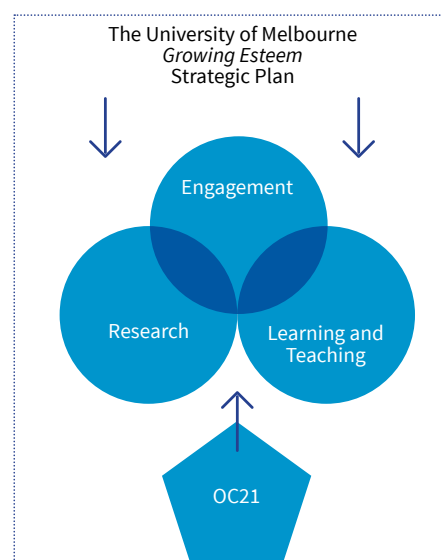 The University of Melbourne
Growing Esteem
Strategic Plan
Engagement
Research
Learning and
Teaching
OC21